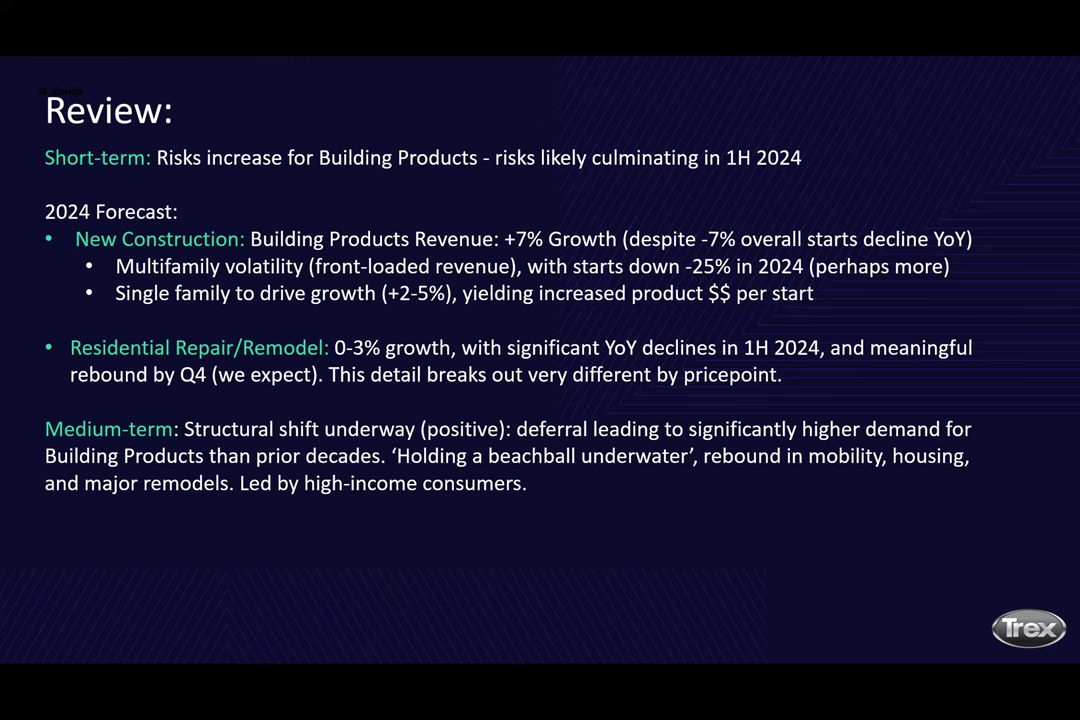 Review:
Short-term: Risks increase for Building Products - risks likely culminating in 1H 2024
2024 Forecast:
• New Construction: Building Products Revenue: +7% Growth (despite -7% overall starts decline YoY)
• Multifamily volatility (front-loaded revenue), with starts down -25% in 2024 (perhaps more)
• Single family to drive growth (+2-5%), yielding increased product $$ per start
• Residential Repair/Remodel: 0-3% growth, with significant YoY declines in 1H 2024, and meaningful
rebound by Q4 (we expect). This detail breaks out very different by pricepoint.
Medium-term: Structural shift underway (positive): deferral leading to significantly higher demand for
Building Products than prior decades. ‘Holding a beachball underwater’, rebound in mobility, housing,
and major remodels. Led by high-income consumers.
Trex